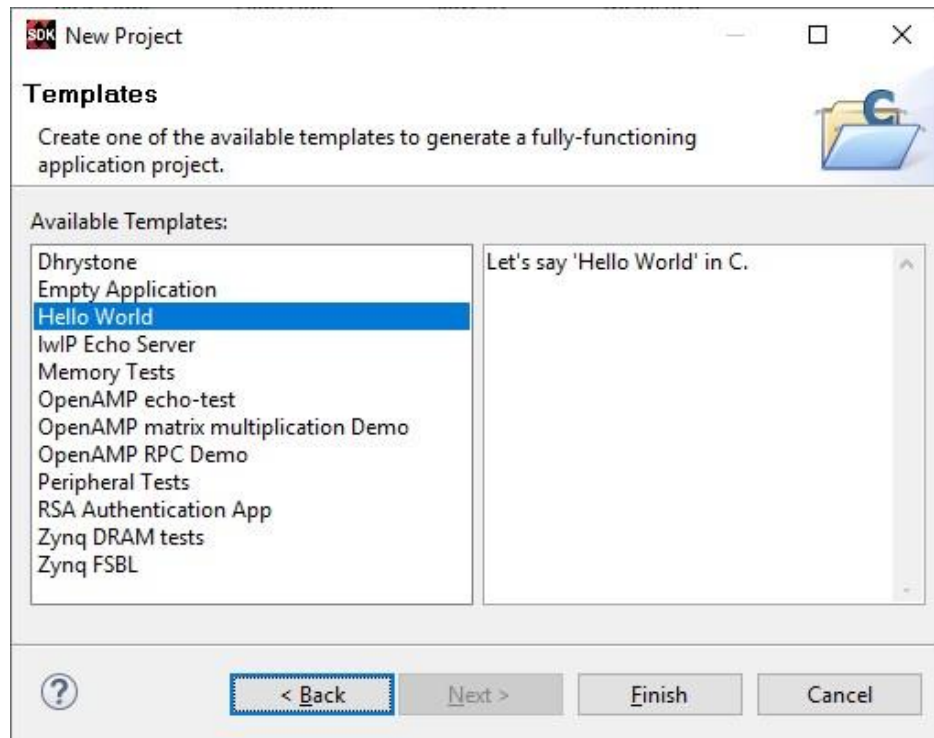 SDK New Project
Templates
Create one of the available templates to generate a fully-functioning
application project.
C
Available Templates:
Dhrystone
Empty Application
Hello World
lwIP Echo Server
Memory Tests
OpenAMP echo-test
OpenAMP matrix multiplication Demo
OpenAMP RPC Demo
Peripheral Tests
RSA Authentication App
Zynq DRAM tests
Zynq FSBL
Let's say 'Hello World' in C.
?
< Back
Next >
Finish
Cancel